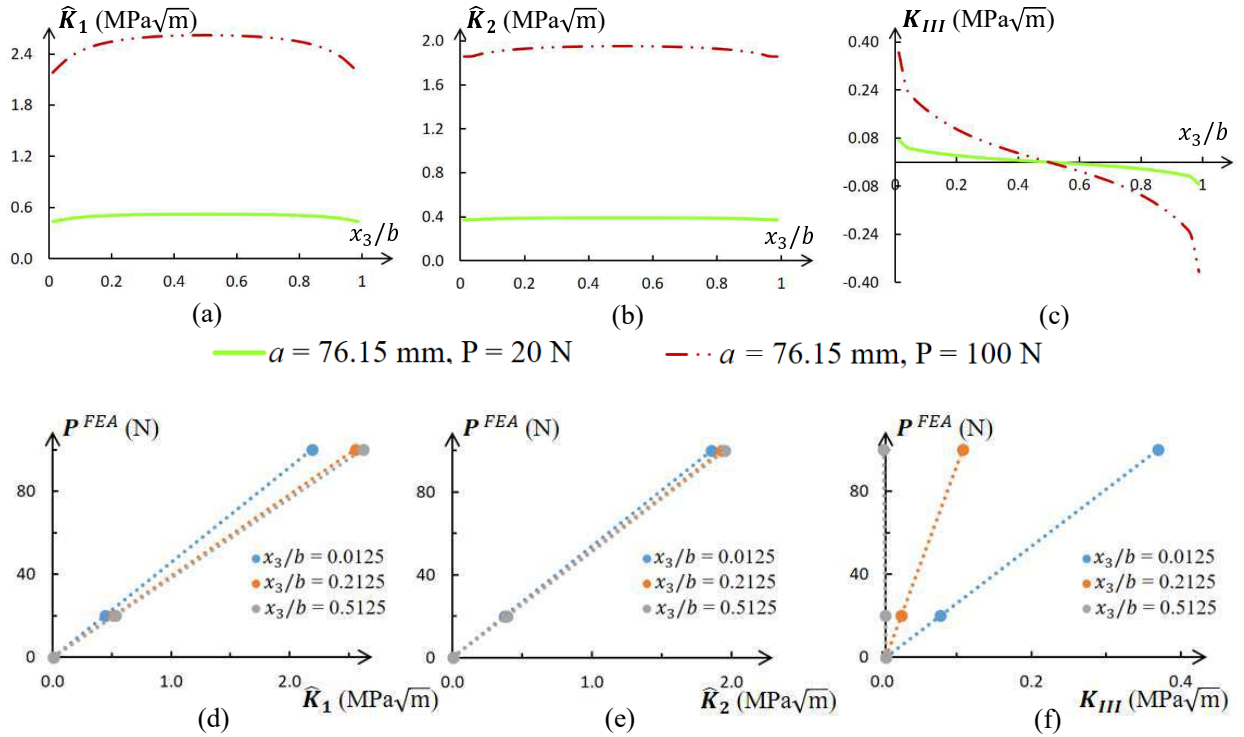 K̂₁ (MPa√m)
2.4
1.8
1.2
0.6
0.0
0 0.2 0.4 0.6 0.8 1
x₃/b
(a)
K̂₂ (MPa√m)
2.0
1.6
1.2
0.8
0.4
0.0
0 0.2 0.4 0.6 0.8 1
x₃/b
(b)
K_III (MPa√m)
0.40
0.24
0.08
-0.08
-0.24
-0.40
0 0.2 0.4 0.6 0.8 1
x₃/b
(c)
a = 76.15 mm, P = 20 N
a = 76.15 mm, P = 100 N
P^FEA (N)
80
40
0
x₃/b = 0.0125
x₃/b = 0.2125
x₃/b = 0.5125
0.0 1.0 2.0
K̂₁ (MPa√m)
(d)
P^FEA (N)
80
40
0
x₃/b = 0.0125
x₃/b = 0.2125
x₃/b = 0.5125
0.0 1.0 2.0
K̂₂ (MPa√m)
(e)
P^FEA (N)
80
40
0
x₃/b = 0.0125
x₃/b = 0.2125
x₃/b = 0.5125
0.0 0.2 0.4
K_III (MPa√m)
(f)